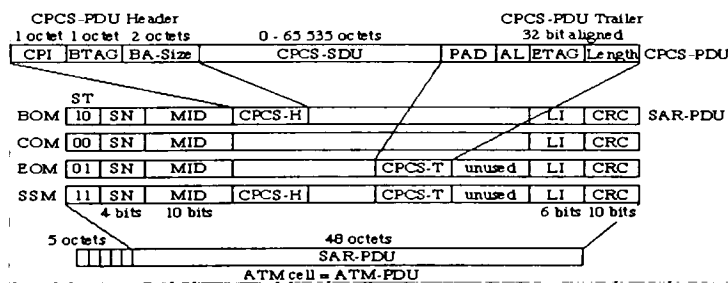 CPCS-PDU Header CPCS-PDU Trailer
1 octet 1 octet 2 octets 0 - 65 535 octets 32 bit aligned
CPI BTAG BA-Size CPCS-SDU PAD AL ETAG Length CPCS-PDU
ST
BOM 10 SN MID CPCS-H LI CRC SAR-PDU
COM 00 SN MID LI CRC
EOM 01 SN MID CPCS-T unused LI CRC
SSM 11 SN MID CPCS-H CPCS-T unused LI CRC
4 bits 10 bits 6 bits 10 bits
5 octets 48 octets
SAR-PDU
ATM cell = ATM-PDU